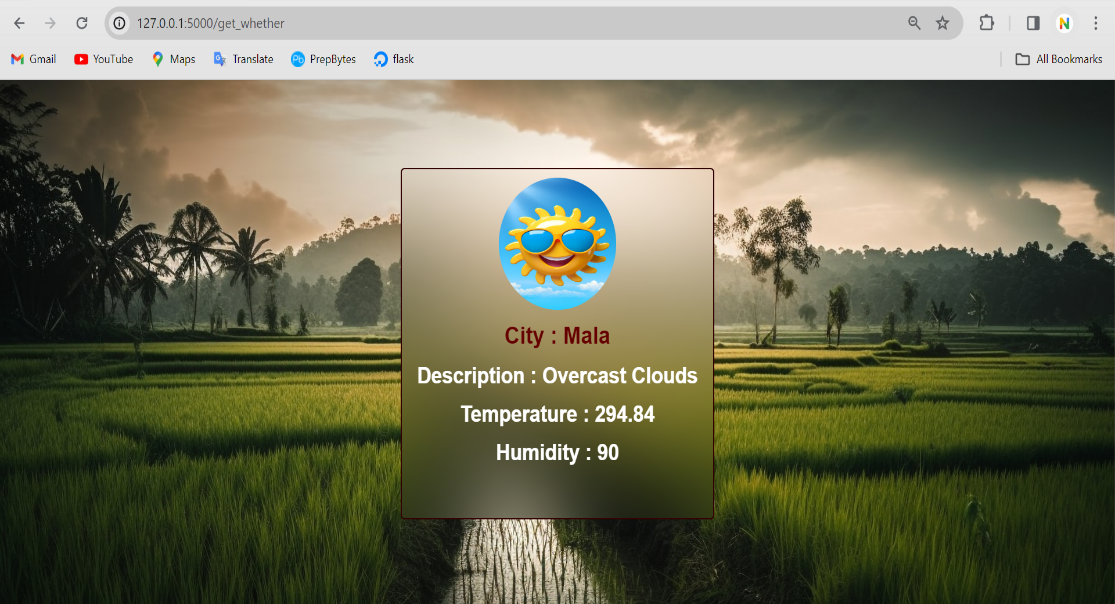 127.0.0.1:5000/get_whether
Gmail YouTube Maps Translate PrepBytes flask All Bookmarks
City : Mala
Description : Overcast Clouds
Temperature : 294.84
Humidity : 90